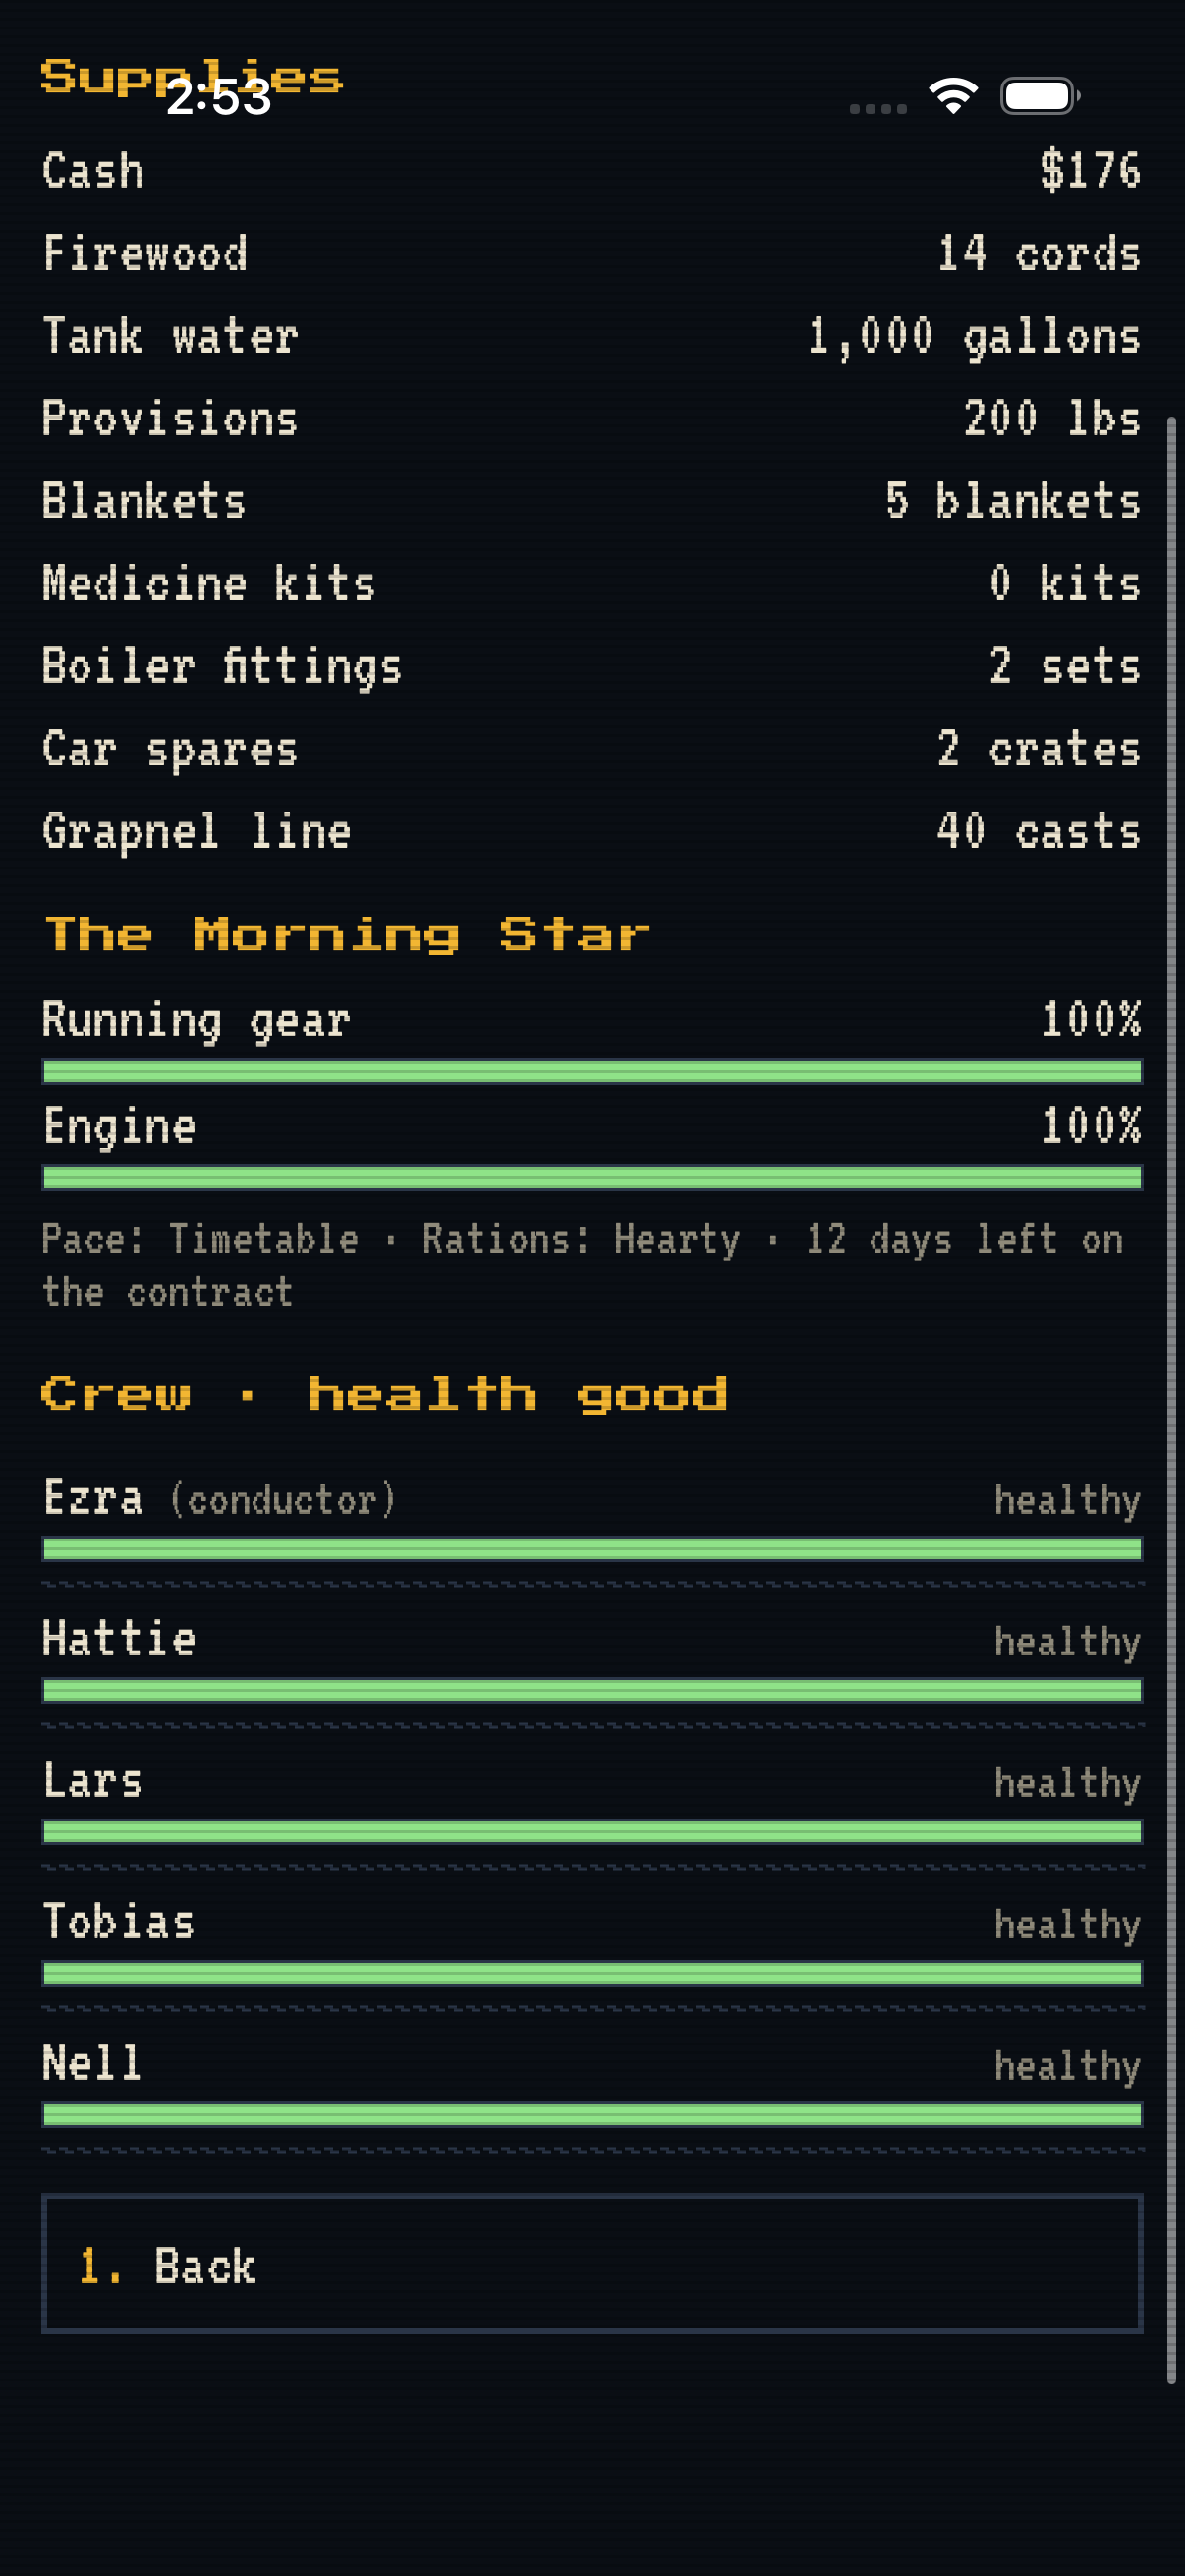 Supplies
2:53
Cash $176
Firewood 14 cords
Tank water 1,000 gallons
Provisions 200 lbs
Blankets 5 blankets
Medicine kits 0 kits
Boiler fittings 2 sets
Car spares 2 crates
Grapnel line 40 casts
The Morning Star
Running gear 100%
Engine 100%
Pace: Timetable · Rations: Hearty · 12 days left on
the contract
Crew · health good
Ezra (conductor) healthy
Hattie healthy
Lars healthy
Tobias healthy
Nell healthy
1. Back